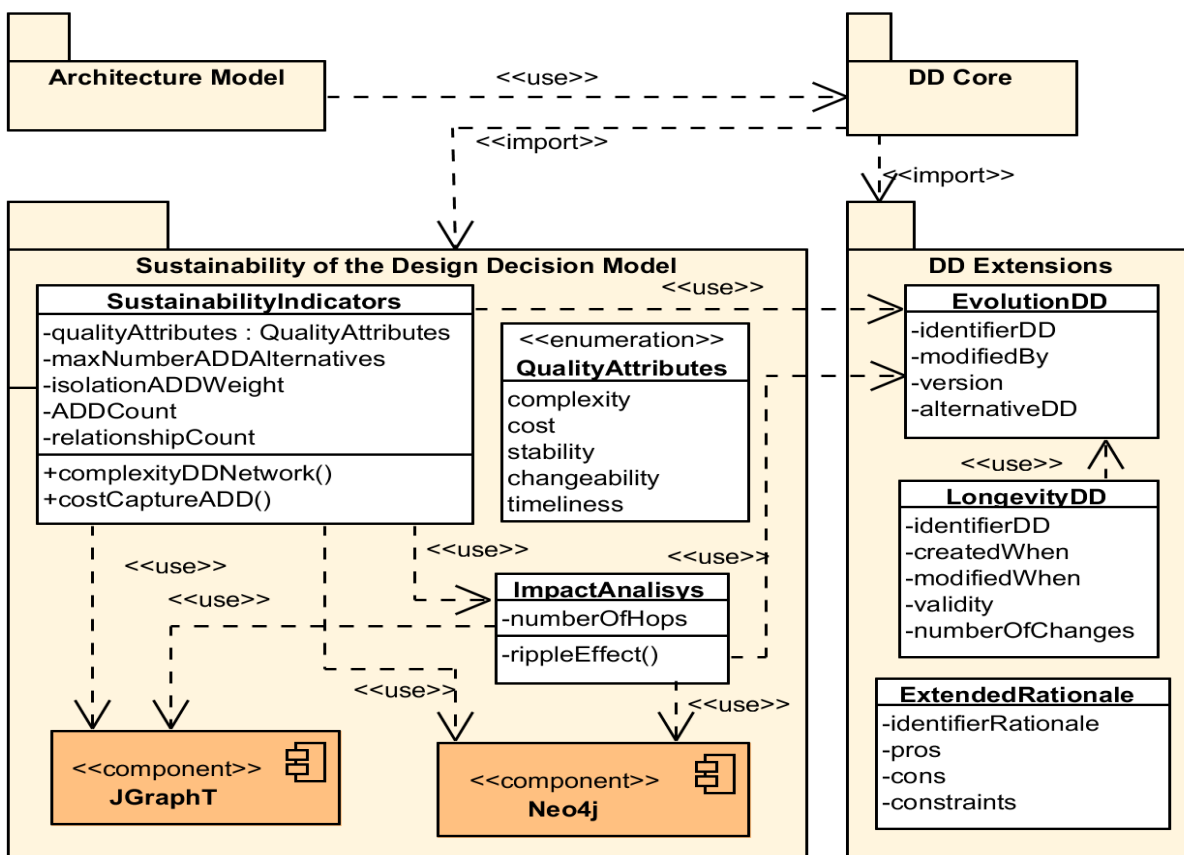 Architecture Model
<<use>>
DD Core
<<import>>
<<import>>
Sustainability of the Design Decision Model
SustainabilityIndicators
-qualityAttributes : QualityAttributes
-maxNumberADDAlternatives
-isolationADDWeight
-ADDCount
-relationshipCount
+complexityDDNetwork()
+costCaptureADD()
<<use>>
<<enumeration>>
QualityAttributes
complexity
cost
stability
changeability
timeliness
<<use>>
<<use>>
<<use>>
<<use>>
ImpactAnalisys
-numberOfHops
-rippleEffect()
<<use>>
<<use>>
<<component>>
JGraphT
<<component>>
Neo4j
DD Extensions
EvolutionDD
-identifierDD
-modifiedBy
-version
-alternativeDD
<<use>>
LongevityDD
-identifierDD
-createdWhen
-modifiedWhen
-validity
-numberOfChanges
ExtendedRationale
-identifierRationale
-pros
-cons
-constraints